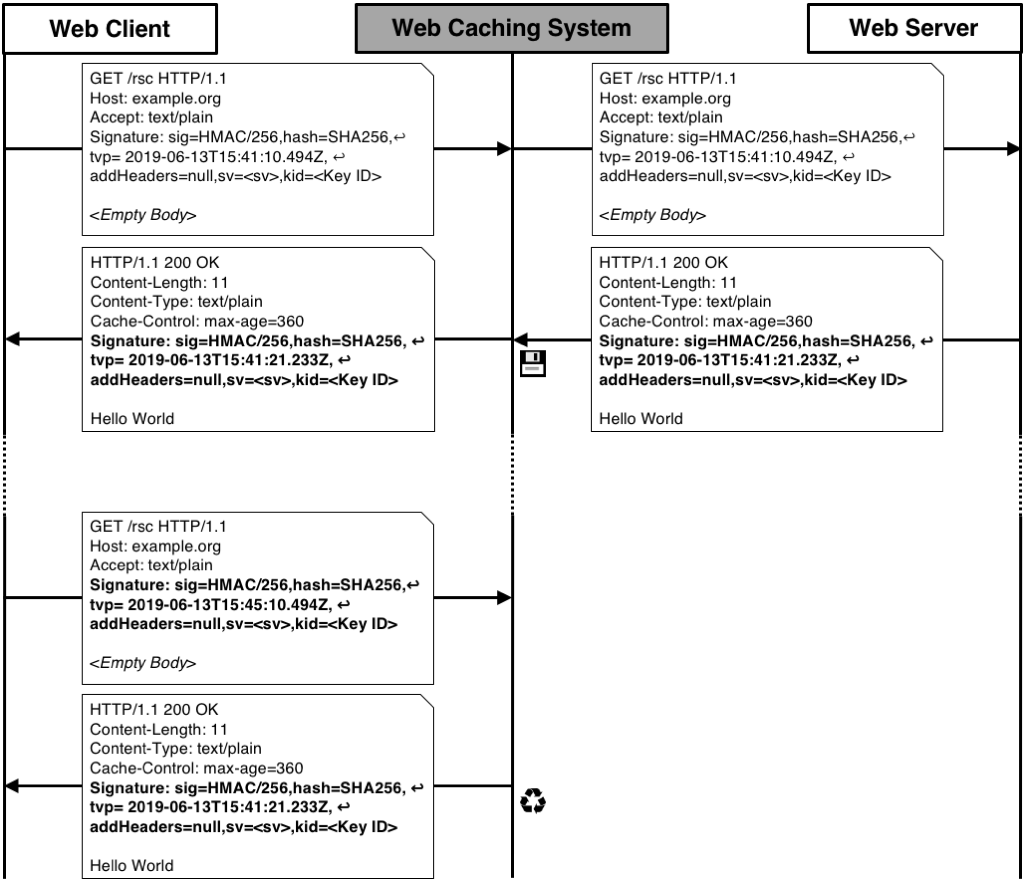 Web Client
Web Caching System
Web Server
GET /rsc HTTP/1.1
Host: example.org
Accept: text/plain
Signature: sig=HMAC/256,hash=SHA256,↩
tvp= 2019-06-13T15:41:10.494Z, ↩
addHeaders=null,sv=<sv>,kid=<Key ID>
<Empty Body>
GET /rsc HTTP/1.1
Host: example.org
Accept: text/plain
Signature: sig=HMAC/256,hash=SHA256,↩
tvp= 2019-06-13T15:41:10.494Z, ↩
addHeaders=null,sv=<sv>,kid=<Key ID>
<Empty Body>
HTTP/1.1 200 OK
Content-Length: 11
Content-Type: text/plain
Cache-Control: max-age=360
Signature: sig=HMAC/256,hash=SHA256, ↩
tvp= 2019-06-13T15:41:21.233Z, ↩
addHeaders=null,sv=<sv>,kid=<Key ID>
Hello World
HTTP/1.1 200 OK
Content-Length: 11
Content-Type: text/plain
Cache-Control: max-age=360
Signature: sig=HMAC/256,hash=SHA256, ↩
tvp= 2019-06-13T15:41:21.233Z, ↩
addHeaders=null,sv=<sv>,kid=<Key ID>
Hello World
GET /rsc HTTP/1.1
Host: example.org
Accept: text/plain
Signature: sig=HMAC/256,hash=SHA256,↩
tvp= 2019-06-13T15:45:10.494Z, ↩
addHeaders=null,sv=<sv>,kid=<Key ID>
<Empty Body>
HTTP/1.1 200 OK
Content-Length: 11
Content-Type: text/plain
Cache-Control: max-age=360
Signature: sig=HMAC/256,hash=SHA256, ↩
tvp= 2019-06-13T15:41:21.233Z, ↩
addHeaders=null,sv=<sv>,kid=<Key ID>
Hello World